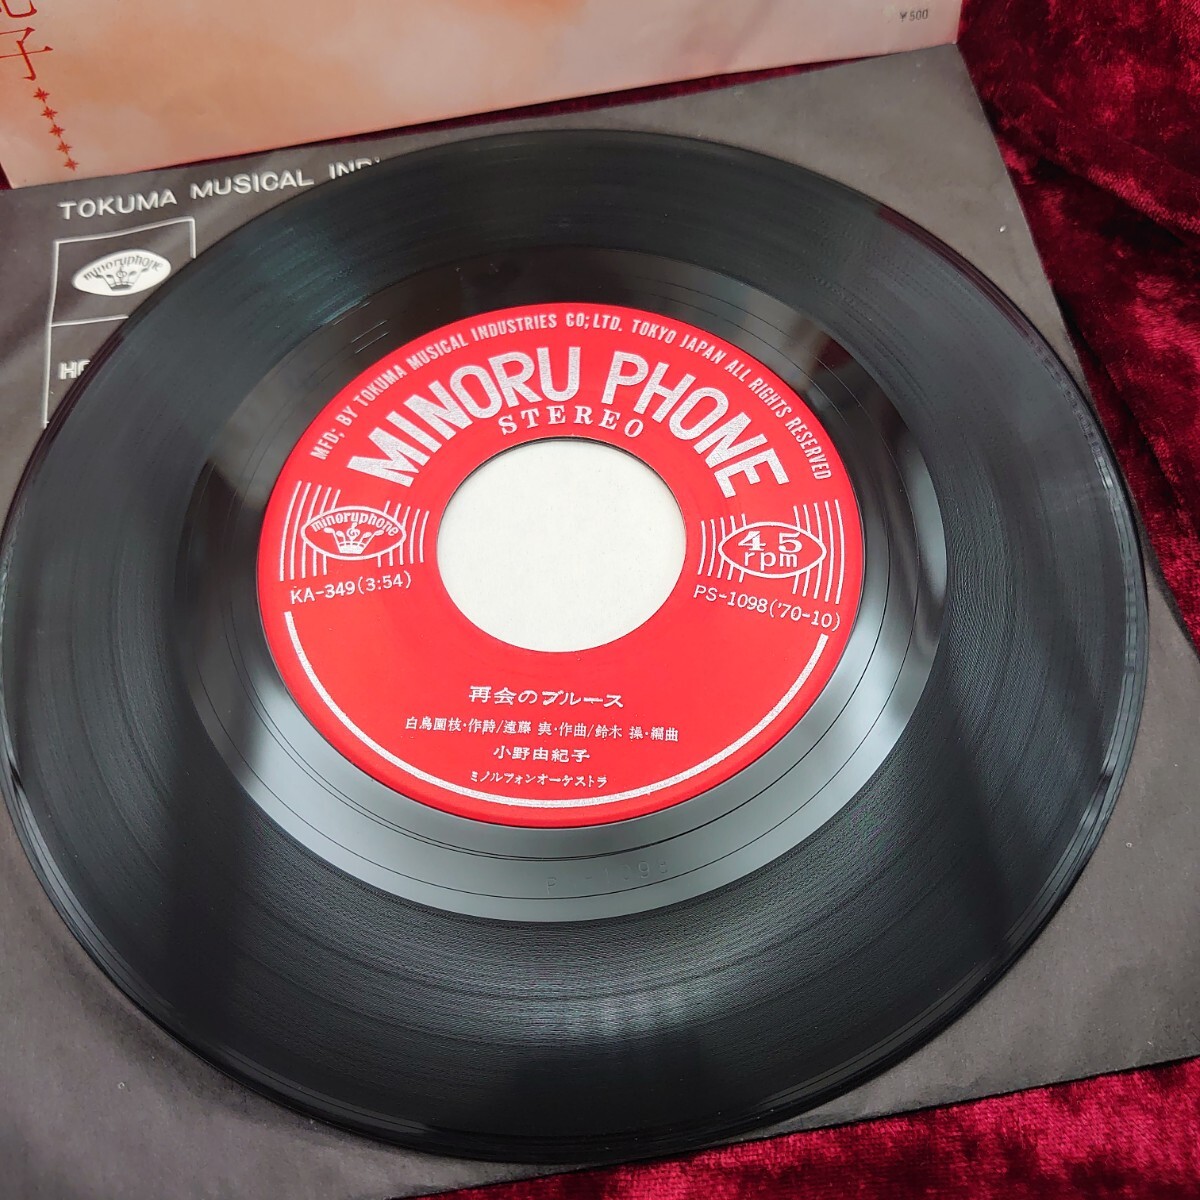 紀子
￥500
TOKUMA MUSICAL
minoruphone
MFD; BY TOKUMA MUSICAL INDUSTRIES CO;LTD. TOKYO JAPAN ALL RIGHTS RESERVED
MINORU PHONE
STEREO
minoruphone
45
rpm
KA-349(3:54)
PS-1098('70-10)
再会のブルース
白鳥園枝・作詩/遠藤 実・作曲/鈴木 操・編曲
小野由紀子
ミノルフォンオーケストラ